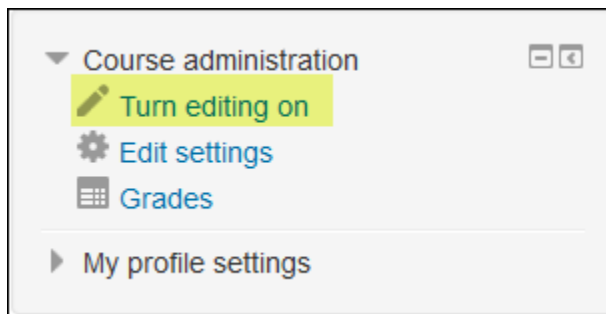 Course administration
Turn editing on
Edit settings
Grades
My profile settings